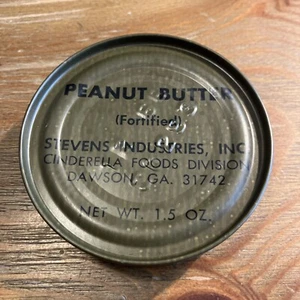 PEANUT BUTTER
(Fortified)
STEVENS INDUSTRIES, INC
CINDERELLA FOODS DIVISION
DAWSON, GA. 31742
NET WT. 1.5 OZ.